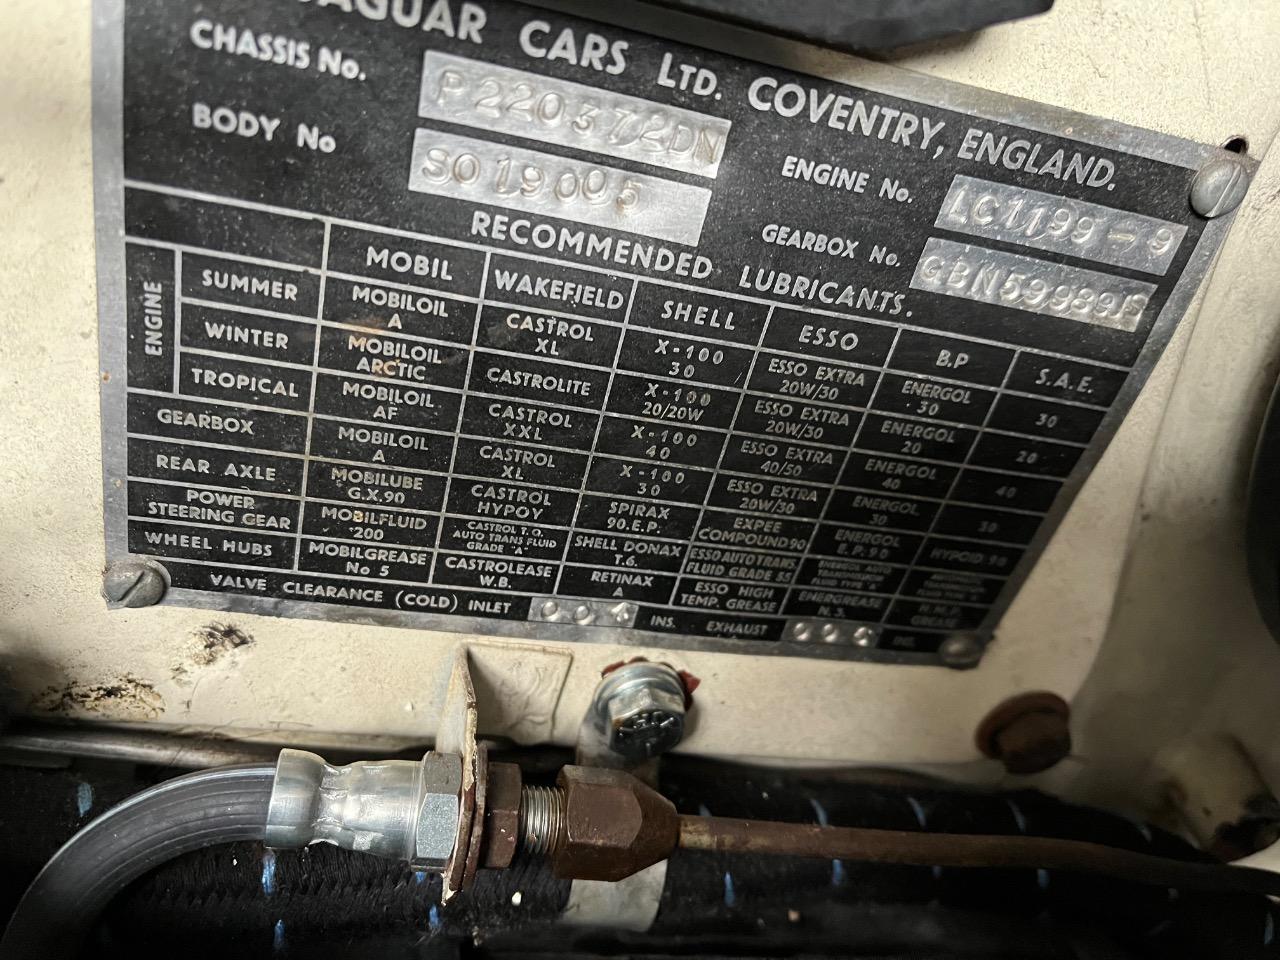 JAGUAR CARS LTD. COVENTRY, ENGLAND.
CHASSIS No. P220372DN
BODY No SO19005
ENGINE No. LC1199-9
GEARBOX No.
RECOMMENDED LUBRICANTS.
MOBIL WAKEFIELD SHELL ESSO B.P S.A.E.
ENGINE
SUMMER MOBILOIL A CASTROL XL X-100 30 ESSO EXTRA 20W/30 ENERGOL 30 30
WINTER MOBILOIL ARCTIC CASTROLITE X-100 20/20W ESSO EXTRA 20W/30 ENERGOL 20 20
TROPICAL MOBILOIL AF CASTROL XXL X-100 40 ESSO EXTRA 40/50 ENERGOL 40 40
GEARBOX MOBILOIL A CASTROL XL X-100 30 ESSO EXTRA 20W/30 ENERGOL 30 30
REAR AXLE MOBILUBE G.X.90 CASTROL HYPOY SPIRAX 90.E.P. EXPEE COMPOUND 90 ENERGOL E.P. 90 HYPOID 90
POWER STEERING GEAR MOBILFLUID 200 CASTROL T.Q. AUTO TRANS FLUID GRADE "A" SHELL DONAX T.6. ESSO AUTO TRANS. FLUID GRADE 55
WHEEL HUBS MOBILGREASE No 5 CASTROLEASE W.B. RETINAX A ESSO HIGH TEMP. GREASE ENERGREASE N.3.
VALVE CLEARANCE (COLD) INLET 004 INS. EXHAUST 006 INS.